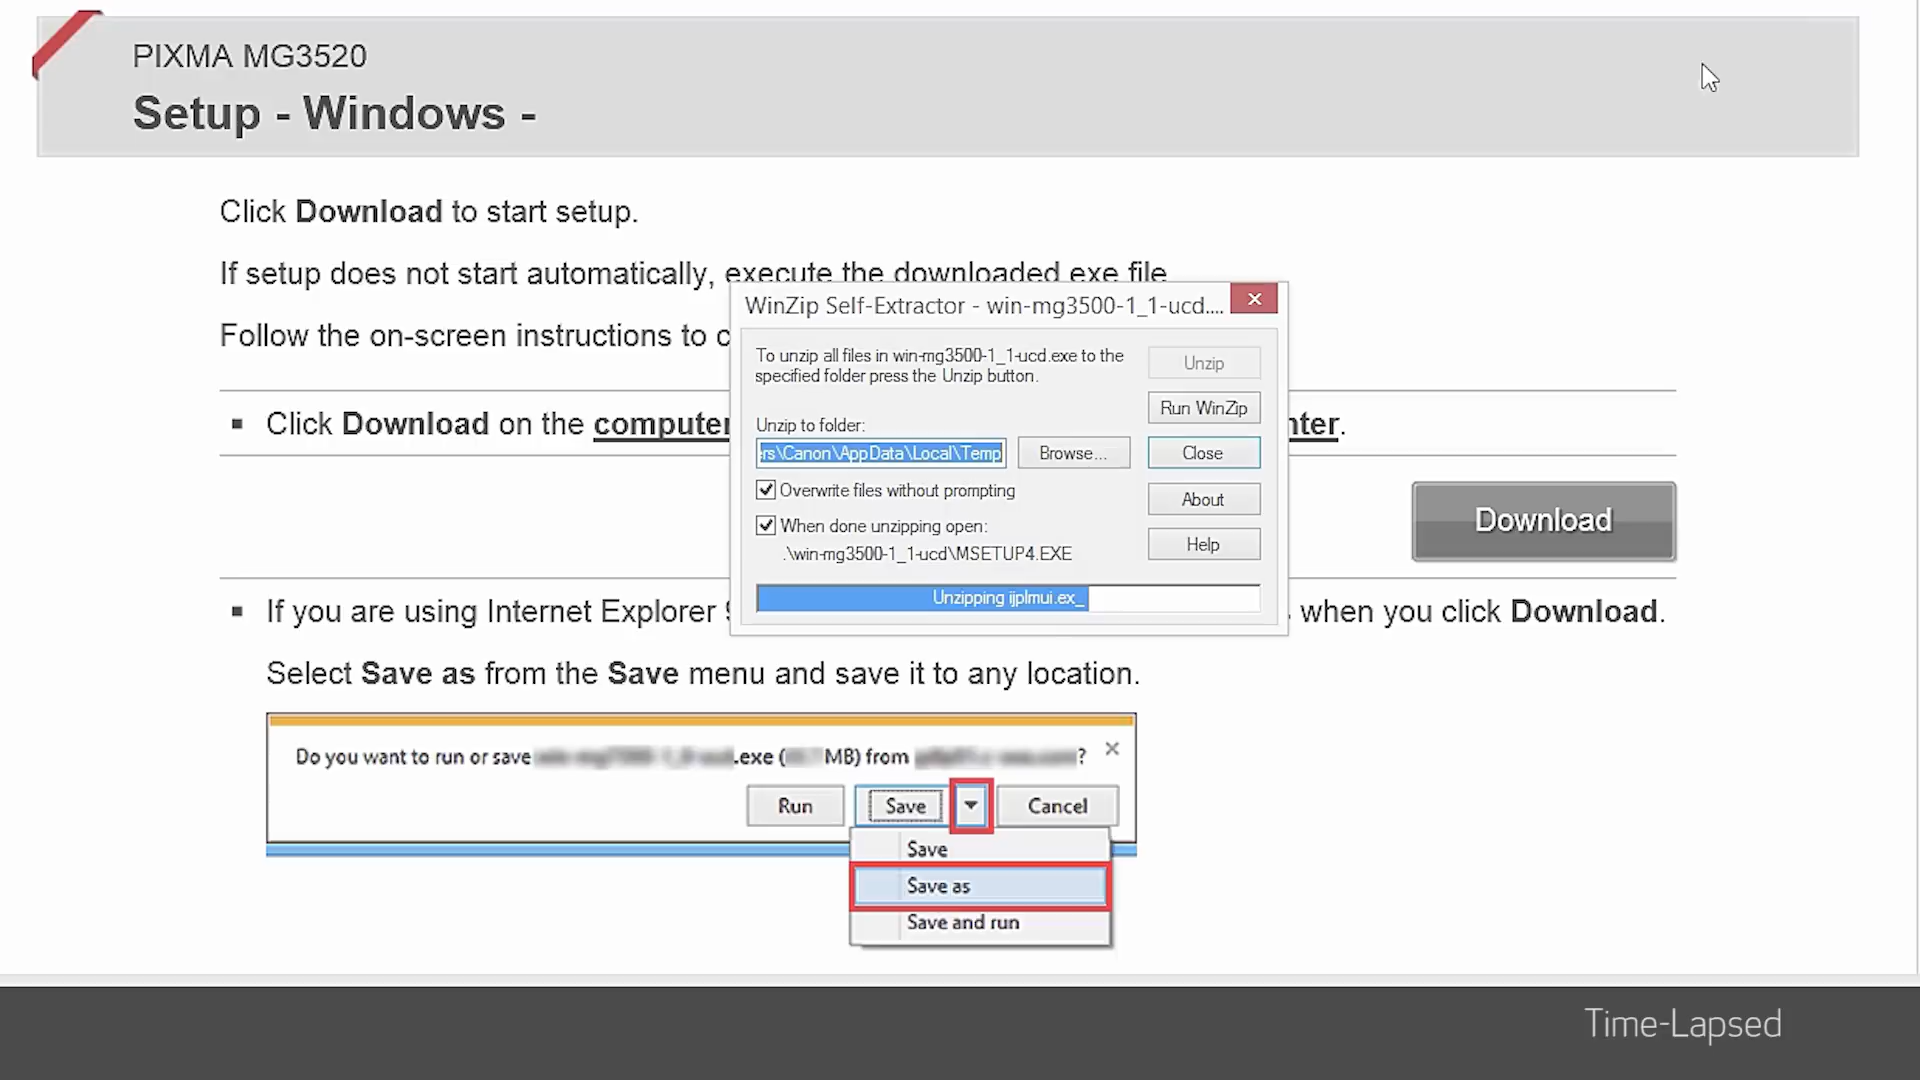 PIXMA MG3520
Setup - Windows -
Click Download to start setup.
If setup does not start automatically, execute the downloaded exe file
Follow the on-screen instructions to c
WinZip Self-Extractor - win-mg3500-1_1-ucd....
To unzip all files in win-mg3500-1_1-ucd.exe to the
specified folder press the Unzip button.
Unzip
Run WinZip
Unzip to folder:
ers\Canon\AppData\Local\Temp
Browse...
Close
Overwrite files without prompting
About
When done unzipping open:
.\win-mg3500-1_1-ucd\MSETUP4.EXE
Help
Unzipping ijplmui.ex_
Click Download on the computer nter.
Download
If you are using Internet Explorer when you click Download.
Select Save as from the Save menu and save it to any location.
Do you want to run or save .exe ( MB) from ?
Run
Save
Cancel
Save
Save as
Save and run
Time-Lapsed